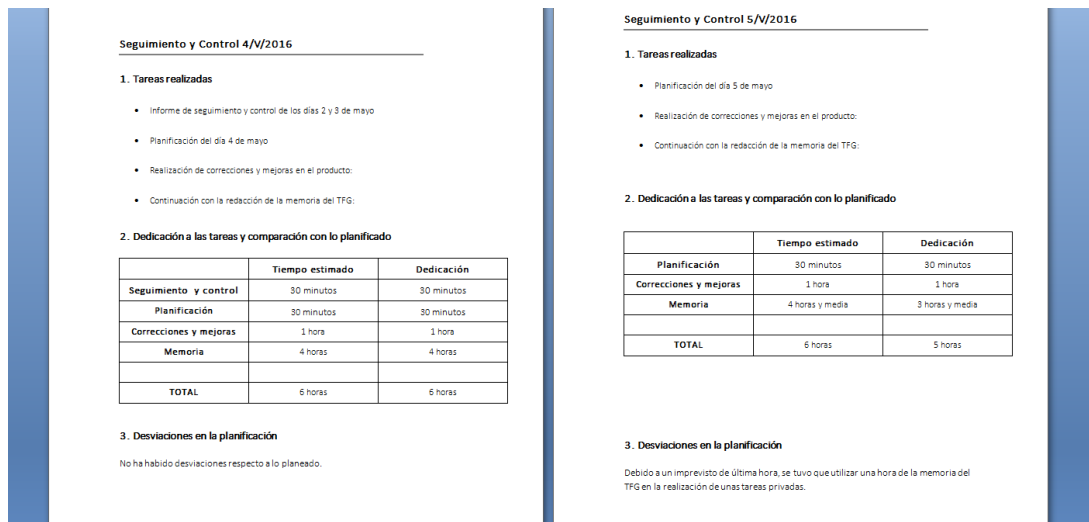 Seguimiento y Control 4/V/2016
1. Tareas realizadas
• Informe de seguimiento y control de los días 2 y 3 de mayo
• Planificación del día 4 de mayo
• Realización de correcciones y mejoras en el producto:
• Continuación con la redacción de la memoria del TFG:
2. Dedicación a las tareas y comparación con lo planificado
Tiempo estimado Dedicación
Seguimiento y control 30 minutos 30 minutos
Planificación 30 minutos 30 minutos
Correcciones y mejoras 1 hora 1 hora
Memoria 4 horas 4 horas
TOTAL 6 horas 6 horas
3. Desviaciones en la planificación
No ha habido desviaciones respecto a lo planeado.
Seguimiento y Control 5/V/2016
1. Tareas realizadas
• Planificación del día 5 de mayo
• Realización de correcciones y mejoras en el producto:
• Continuación con la redacción de la memoria del TFG:
2. Dedicación a las tareas y comparación con lo planificado
Tiempo estimado Dedicación
Planificación 30 minutos 30 minutos
Correcciones y mejoras 1 hora 1 hora
Memoria 4 horas y media 3 horas y media
TOTAL 6 horas 5 horas
3. Desviaciones en la planificación
Debido a un imprevisto de última hora, se tuvo que utilizar una hora de la memoria del
TFG en la realización de unas tareas privadas.